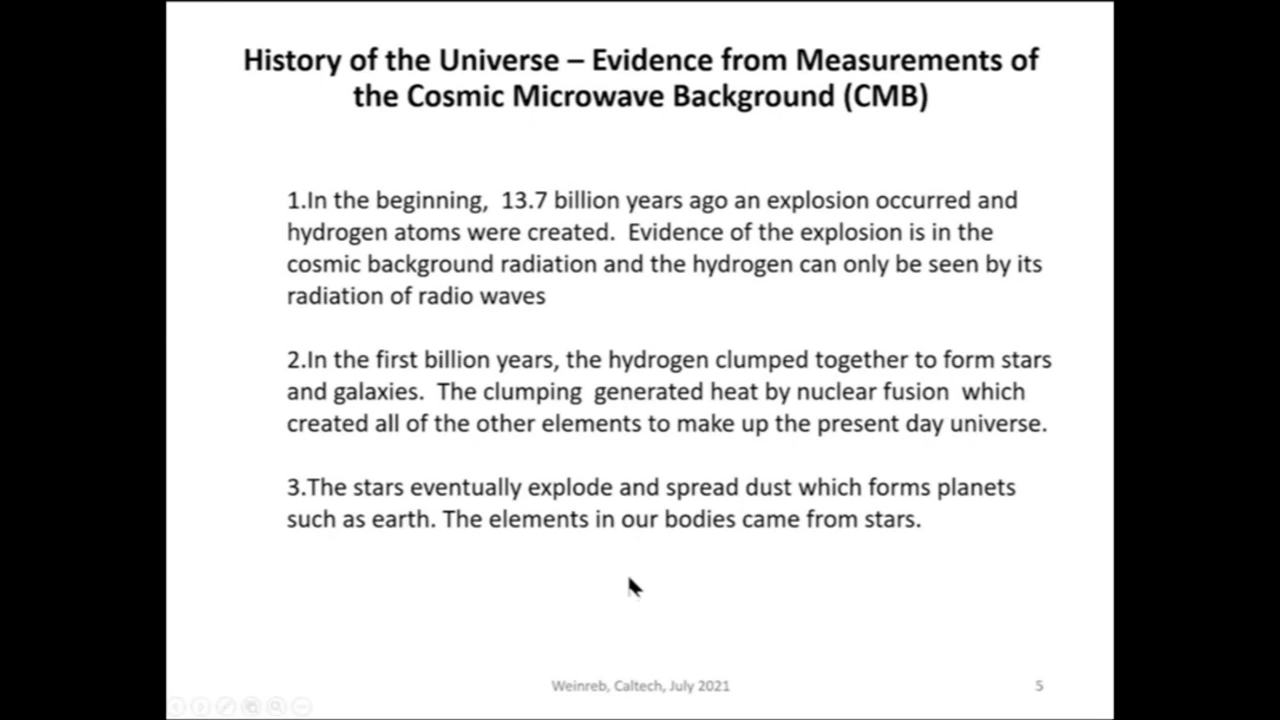 History of the Universe – Evidence from Measurements of
the Cosmic Microwave Background (CMB)
1.In the beginning,  13.7 billion years ago an explosion occurred and
hydrogen atoms were created.  Evidence of the explosion is in the
cosmic background radiation and the hydrogen can only be seen by its
radiation of radio waves
2.In the first billion years, the hydrogen clumped together to form stars
and galaxies.  The clumping  generated heat by nuclear fusion  which
created all of the other elements to make up the present day universe.
3.The stars eventually explode and spread dust which forms planets
such as earth. The elements in our bodies came from stars.
Weinreb, Caltech, July 2021
5